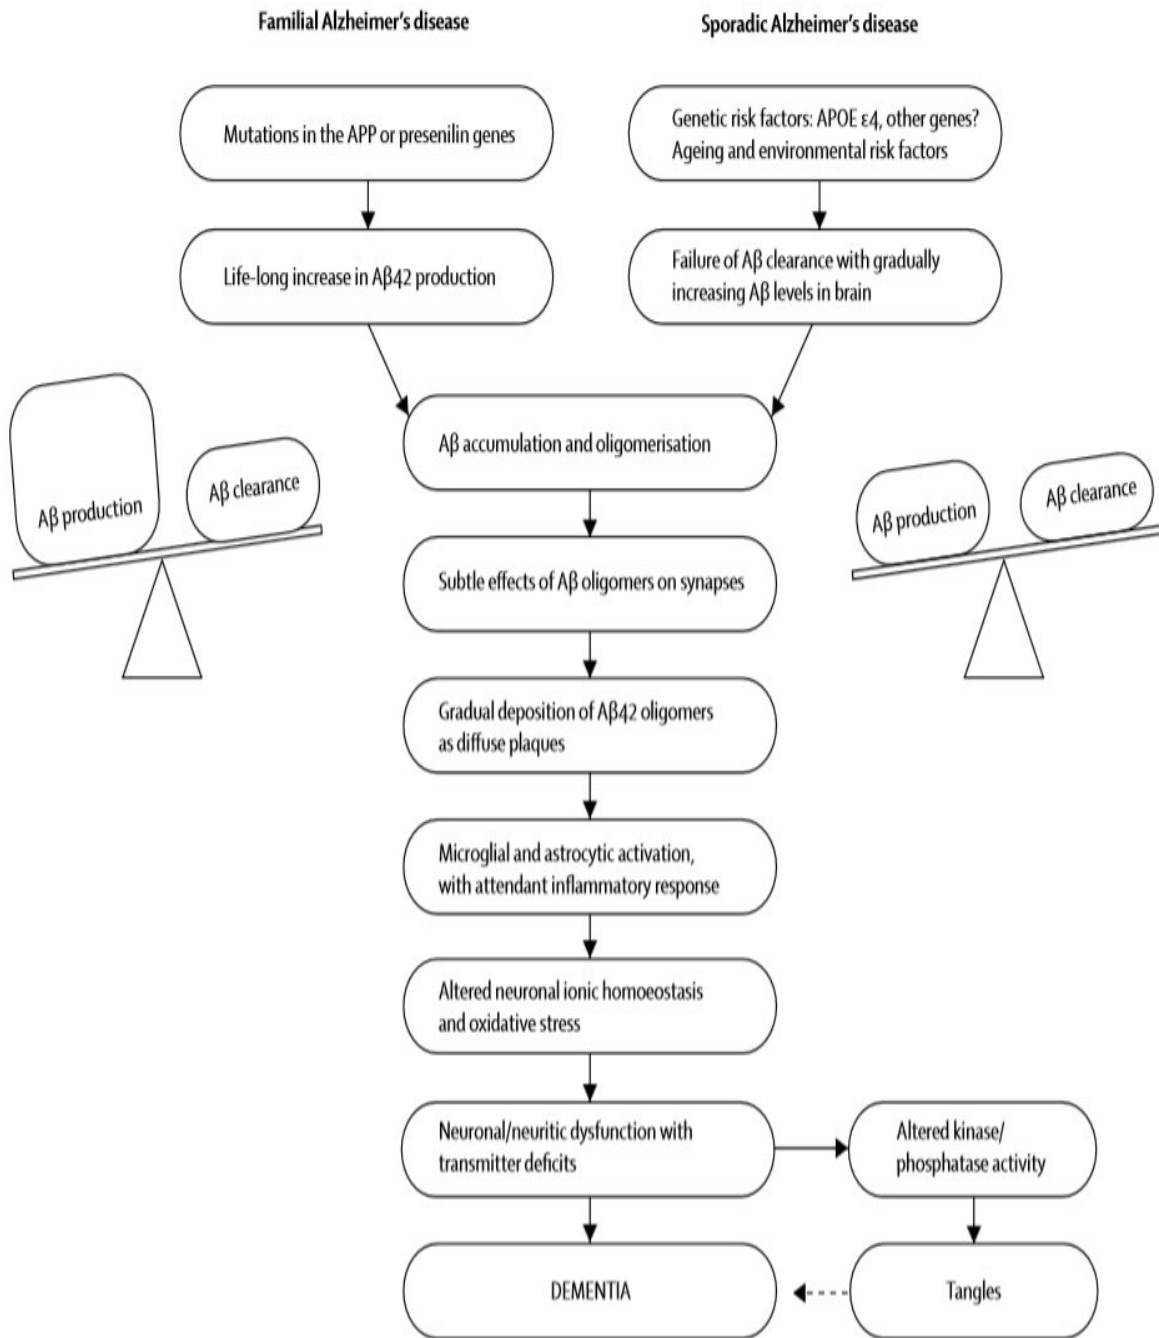 Familial Alzheimer's disease
Sporadic Alzheimer's disease
Mutations in the APP or presenilin genes
Genetic risk factors: APOE ε4, other genes?
Ageing and environmental risk factors
Life-long increase in Aβ42 production
Failure of Aβ clearance with gradually
increasing Aβ levels in brain
Aβ accumulation and oligomerisation
Aβ production
Aβ clearance
Aβ production
Aβ clearance
Subtle effects of Aβ oligomers on synapses
Gradual deposition of Aβ42 oligomers
as diffuse plaques
Microglial and astrocytic activation,
with attendant inflammatory response
Altered neuronal ionic homoeostasis
and oxidative stress
Neuronal/neuritic dysfunction with
transmitter deficits
Altered kinase/
phosphatase activity
DEMENTIA
Tangles